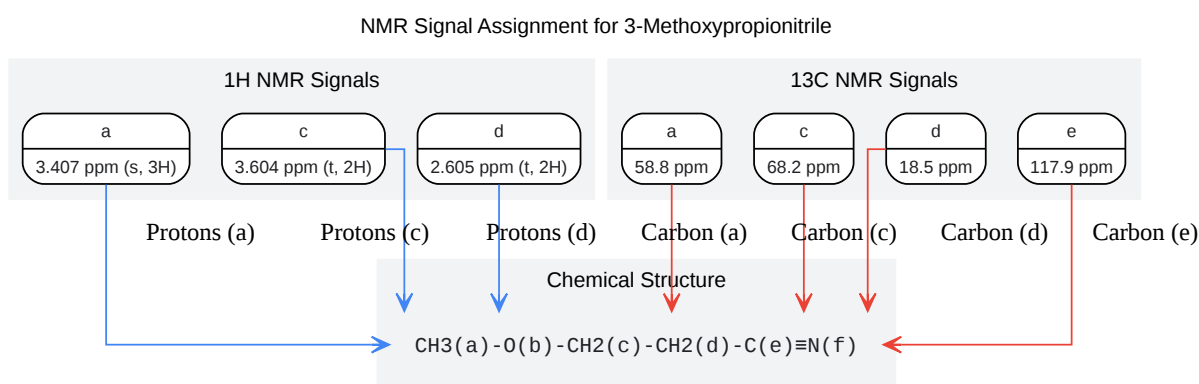 NMR Signal Assignment for 3-Methoxypropionitrile
1H NMR Signals
a
3.407 ppm (s, 3H)
c
3.604 ppm (t, 2H)
d
2.605 ppm (t, 2H)
13C NMR Signals
a
58.8 ppm
c
68.2 ppm
d
18.5 ppm
e
117.9 ppm
Protons (a)
Protons (c)
Protons (d)
Carbon (a)
Carbon (c)
Carbon (d)
Carbon (e)
Chemical Structure
CH3(a)-O(b)-CH2(c)-CH2(d)-C(e)≡N(f)